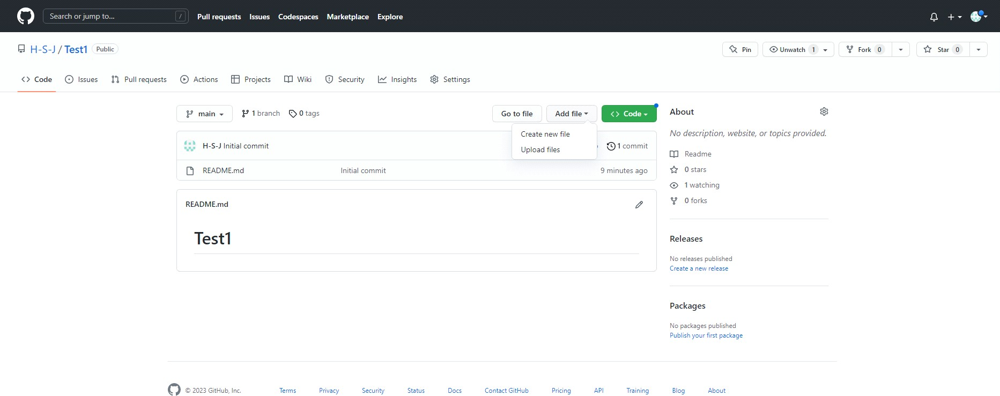 Search or jump to... / Pull requests Issues Codespaces Marketplace Explore
H-S-J / Test1 Public Pin Unwatch 1 Fork 0 Star 0
Code Issues Pull requests Actions Projects Wiki Security Insights Settings
main 1 branch 0 tags Go to file Add file Code
Create new file
Upload files
H-S-J Initial commit 1 commit
README.md Initial commit 9 minutes ago
README.md
Test1
About
No description, website, or topics provided.
Readme
0 stars
1 watching
0 forks
Releases
No releases published
Create a new release
Packages
No packages published
Publish your first package
© 2023 GitHub, Inc. Terms Privacy Security Status Docs Contact GitHub Pricing API Training Blog About